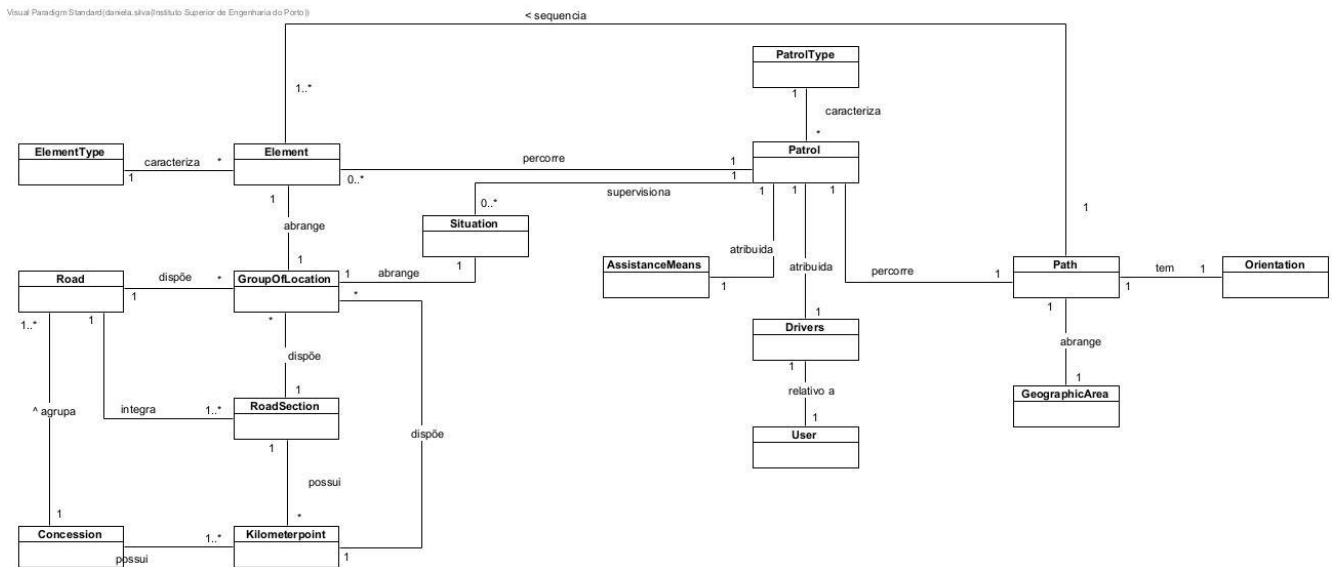 Visual Paradigm Standard(daniela.silva(Instituto Superior de Engenharia do Porto))
< sequencia
PatrolType
1..*
1
caracteriza
*
ElementType
caracteriza
*
1
Element
percorre
1
0..*
Patrol
1
supervisiona
1
1
1
1
abrange
0..*
Situation
1
1
atribuida
atribuida
percorre
1
Road
dispõe
*
1
GroupOfLocation
1
abrange
1
*
AssistanceMeans
1
Path
tem
1
1
Orientation
1..*
1
*
1
Drivers
1
abrange
dispõe
1
1
relativo a
GeographicArea
^ agrupa
integra
1..*
RoadSection
1
User
dispõe
1
possui
*
1
Concession
1..*
possui
Kilometerpoint
1